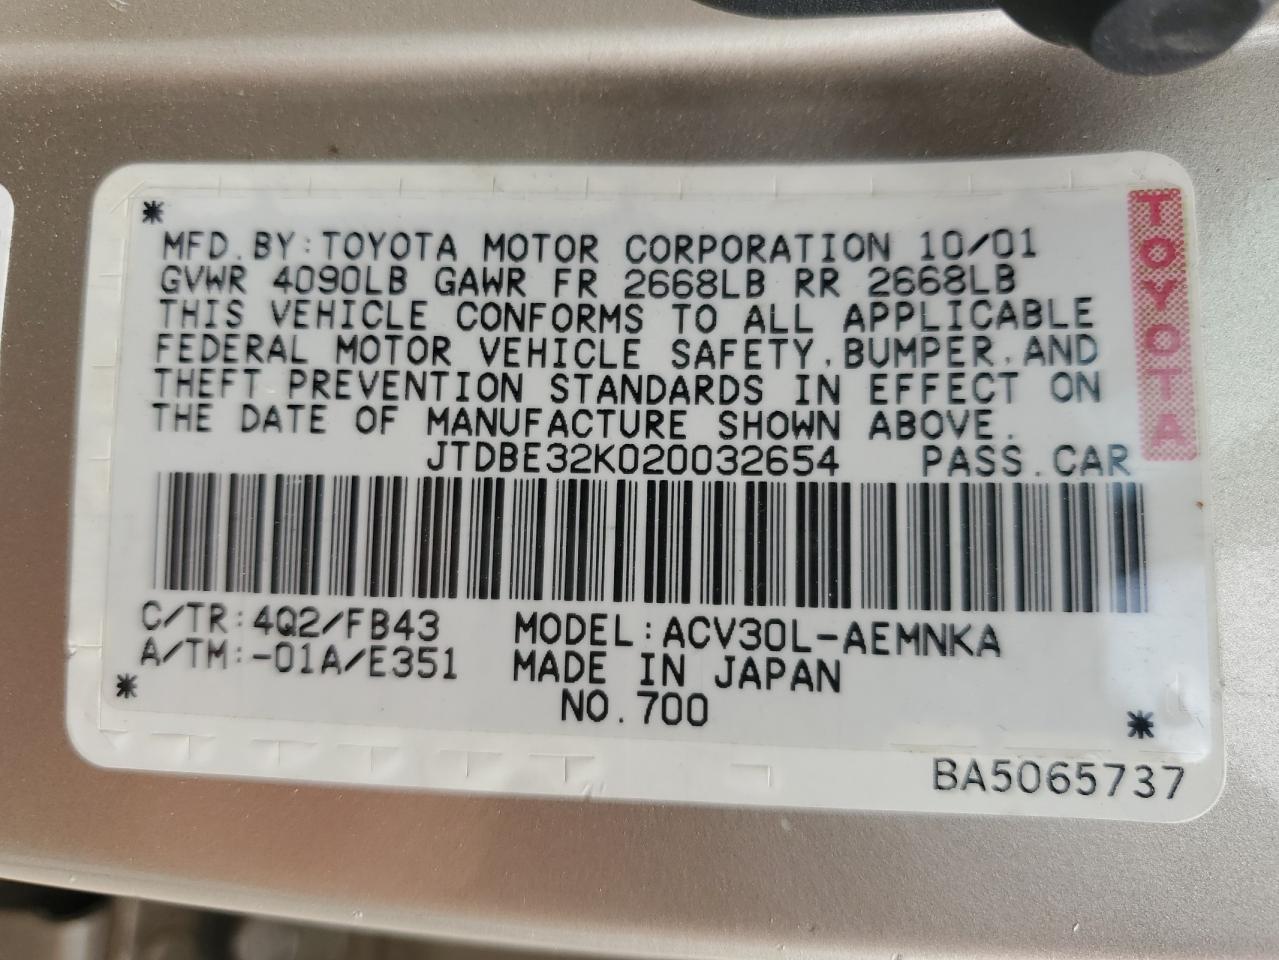 *
MFD. BY: TOYOTA MOTOR CORPORATION 10/01
GVWR 4090LB GAWR FR 2668LB RR 2668LB
THIS VEHICLE CONFORMS TO ALL APPLICABLE
FEDERAL MOTOR VEHICLE SAFETY, BUMPER, AND
THEFT PREVENTION STANDARDS IN EFFECT ON
THE DATE OF MANUFACTURE SHOWN ABOVE.
JTDBE32K020032654 PASS. CAR
TOYOTA
C/TR: 4Q2/FB43 MODEL: ACV30L-AEMNKA
A/TM: -01A/E351 MADE IN JAPAN
* NO. 700 *
BA5065737